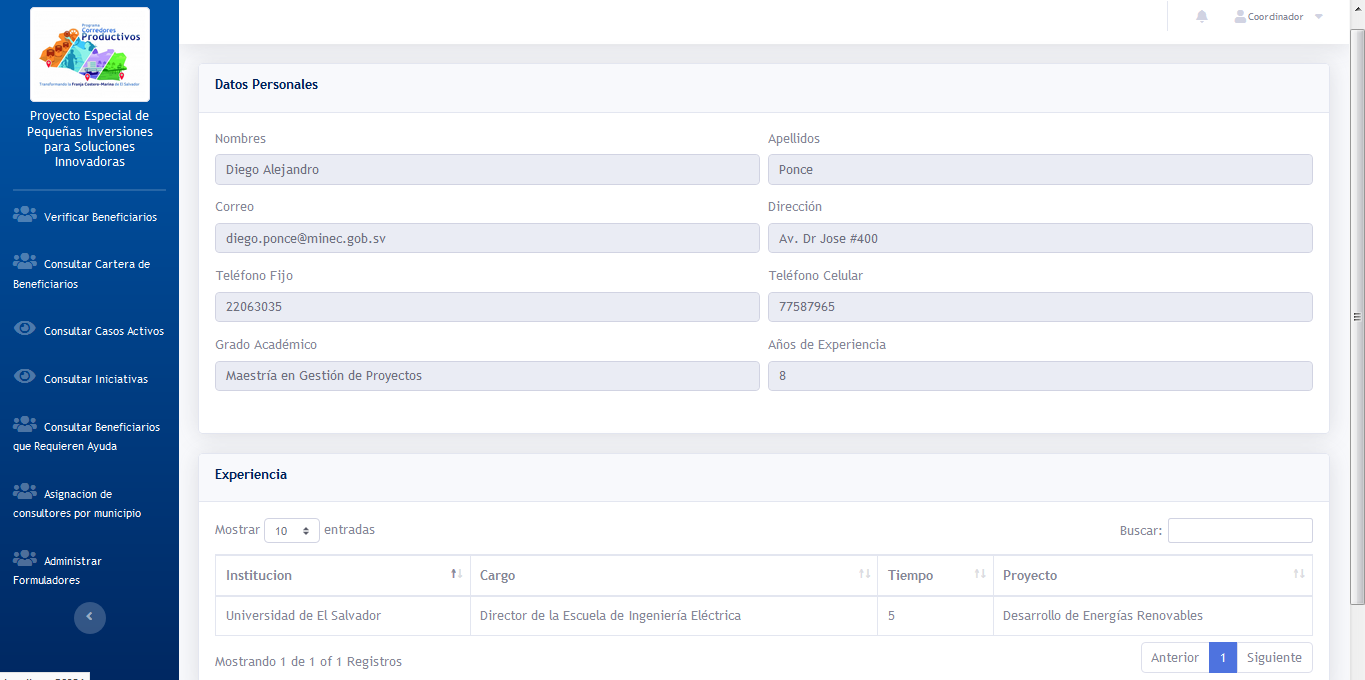 Programa
Corredores
Productivos
Transformando la Franja Costero-Marina de El Salvador
Proyecto Especial de
Pequeñas Inversiones
para Soluciones
Innovadoras
Verificar Beneficiarios
Consultar Cartera de
Beneficiarios
Consultar Casos Activos
Consultar Iniciativas
Consultar Beneficiarios
que Requieren Ayuda
Asignacion de
consultores por municipio
Administrar
Formuladores
Coordinador
Datos Personales
Nombres
Apellidos
Diego Alejandro
Ponce
Correo
Dirección
diego.ponce@minec.gob.sv
Av. Dr Jose #400
Teléfono Fijo
Teléfono Celular
22063035
77587965
Grado Académico
Años de Experiencia
Maestría en Gestión de Proyectos
8
Experiencia
Mostrar 10 entradas
Buscar:
Institucion Cargo Tiempo Proyecto
Universidad de El Salvador Director de la Escuela de Ingeniería Eléctrica 5 Desarrollo de Energías Renovables
Mostrando 1 de 1 of 1 Registros
Anterior 1 Siguiente